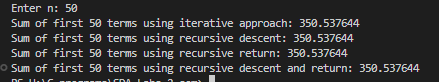 Enter n: 50
Sum of first 50 terms using iterative approach: 350.537644
Sum of first 50 terms using recursive descent: 350.537644
Sum of first 50 terms using recursive return: 350.537644
Sum of first 50 terms using recursive descent and return: 350.537644